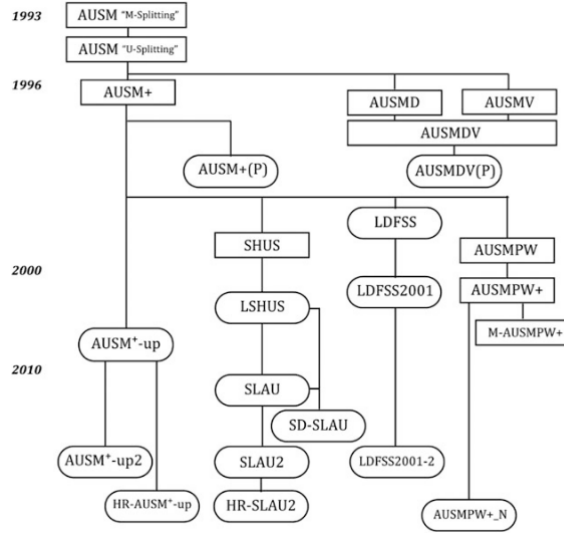 1993
AUSM "M-Splitting"
AUSM "U-Splitting"
1996
AUSM+
AUSMD
AUSMV
AUSMDV
AUSM+(P)
AUSMDV(P)
LDFSS
SHUS
AUSMPW
2000
LDFSS2001
AUSMPW+
LSHUS
M-AUSMPW+
AUSM⁺-up
2010
SLAU
SD-SLAU
AUSM⁺-up2
SLAU2
LDFSS2001-2
HR-AUSM⁺-up
HR-SLAU2
AUSMPW+_N